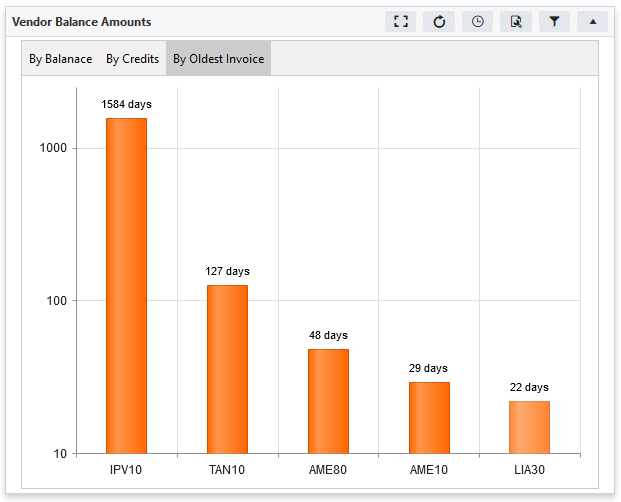 Vendor Balance Amounts
By Balanace By Credits By Oldest Invoice
1584 days
1000
127 days
100
48 days
29 days
22 days
10
IPV10 TAN10 AME80 AME10 LIA30